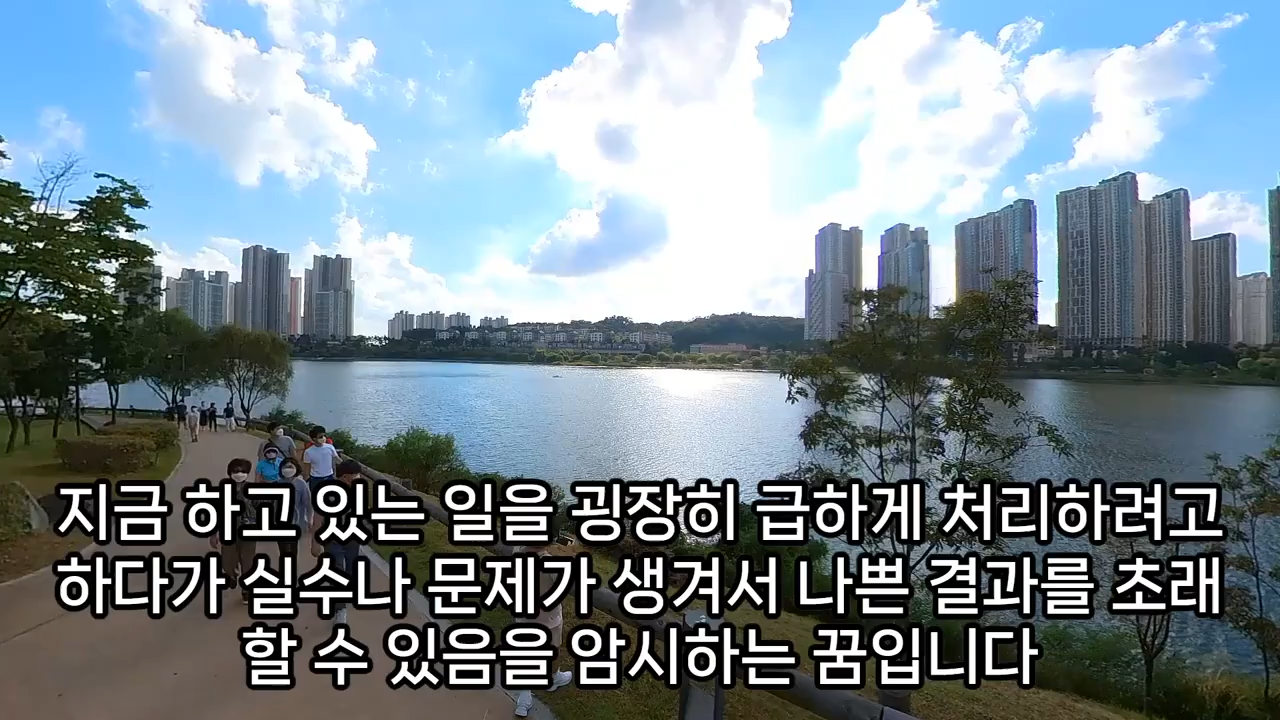 지금 하고 있는 일을 굉장히 급하게 처리하려고
하다가 실수나 문제가 생겨서 나쁜 결과를 초래
할 수 있음을 암시하는 꿈입니다